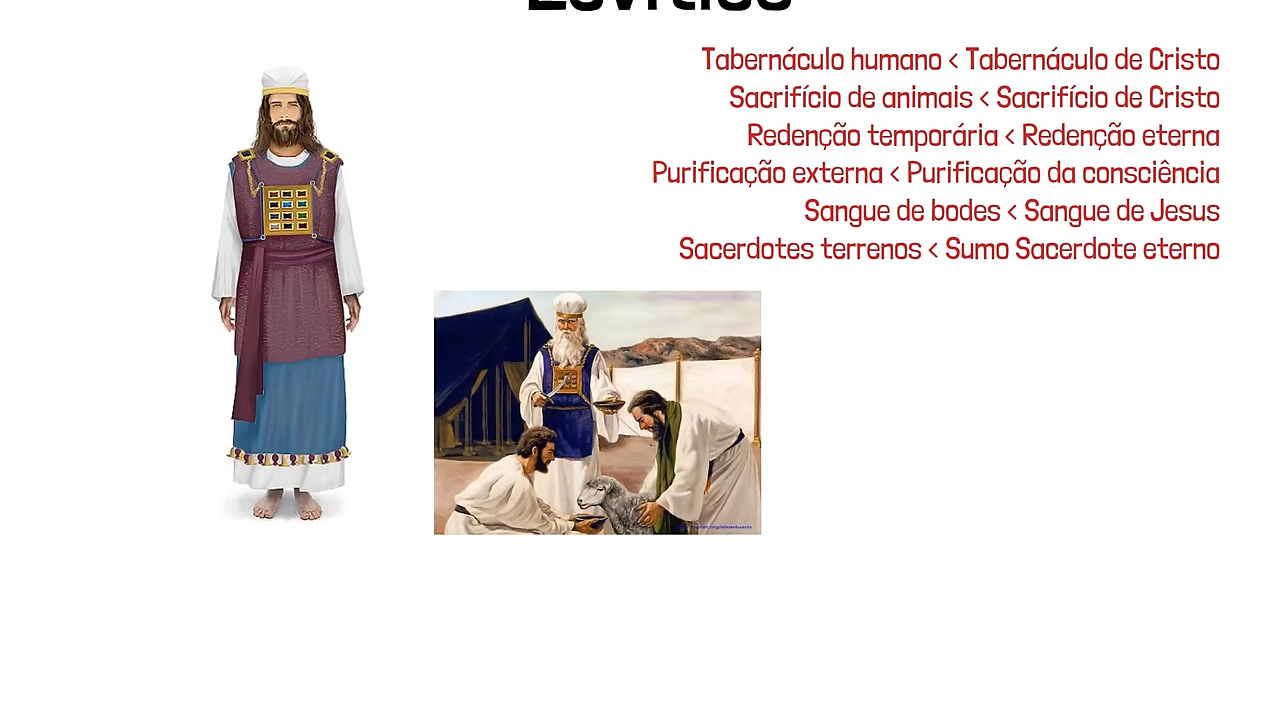 Tabernáculo humano < Tabernáculo de Cristo
Sacrifício de animais < Sacrifício de Cristo
Redenção temporária < Redenção eterna
Purificação externa < Purificação da consciência
Sangue de bodes < Sangue de Jesus
Sacerdotes terrenos < Sumo Sacerdote eterno